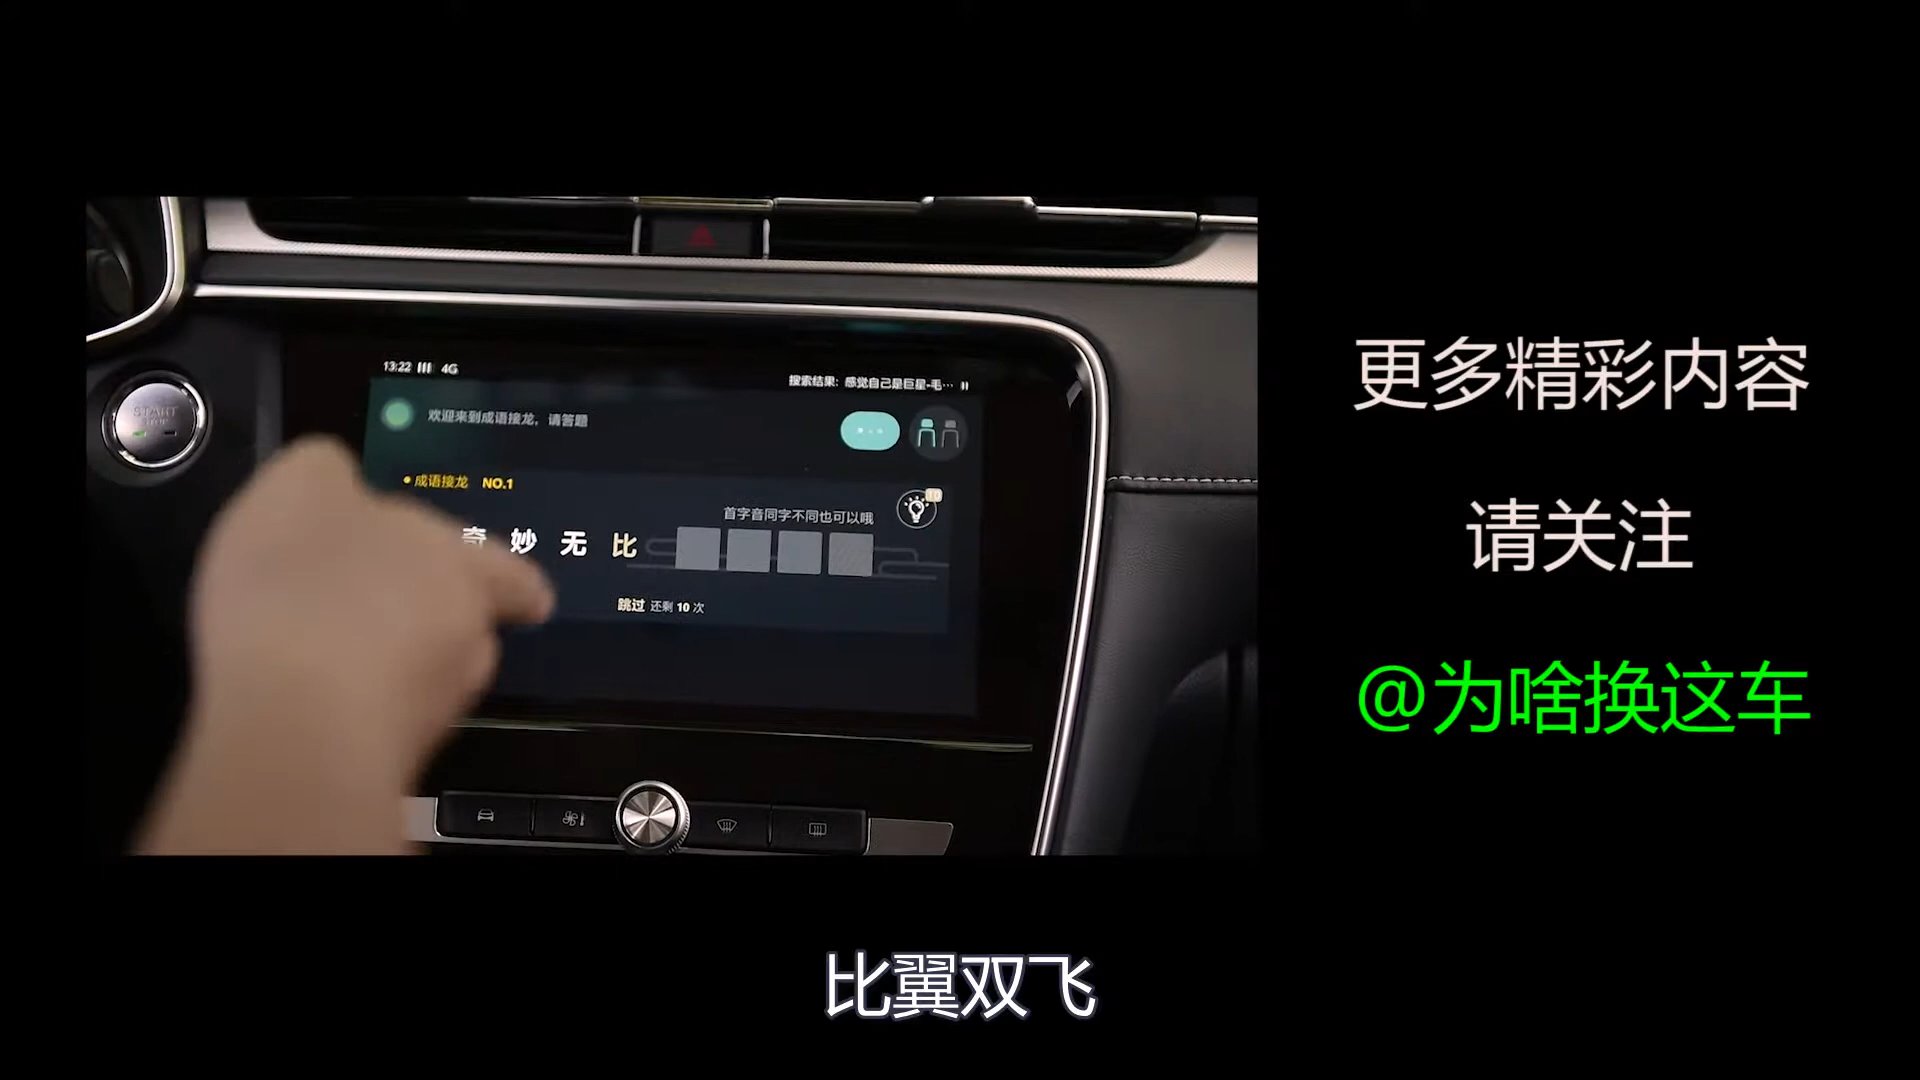 13:22 4G
搜索结果：感觉自己是巨星-毛…
欢迎来到成语接龙，请答题
成语接龙 NO.1
10
首字音同字不同也可以哦
奇妙无比
跳过 还剩 10 次
START
STOP
更多精彩内容
请关注
@为啥换这车
比翼双飞